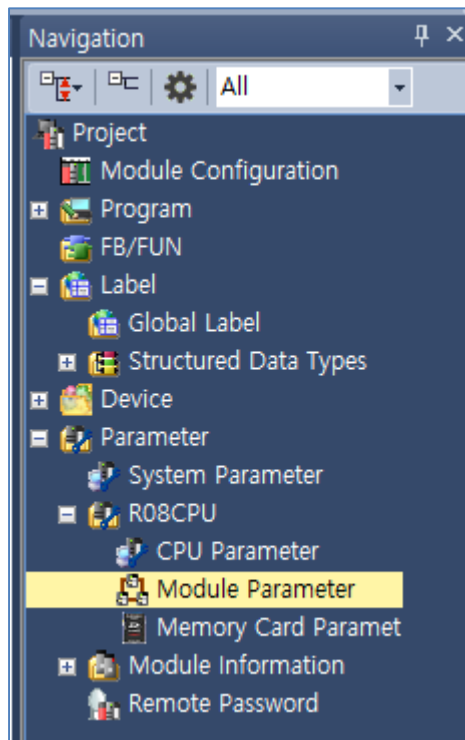 Navigation
All
Project
Module Configuration
Program
FB/FUN
Label
Global Label
Structured Data Types
Device
Parameter
System Parameter
R08CPU
CPU Parameter
Module Parameter
Memory Card Paramet
Module Information
Remote Password